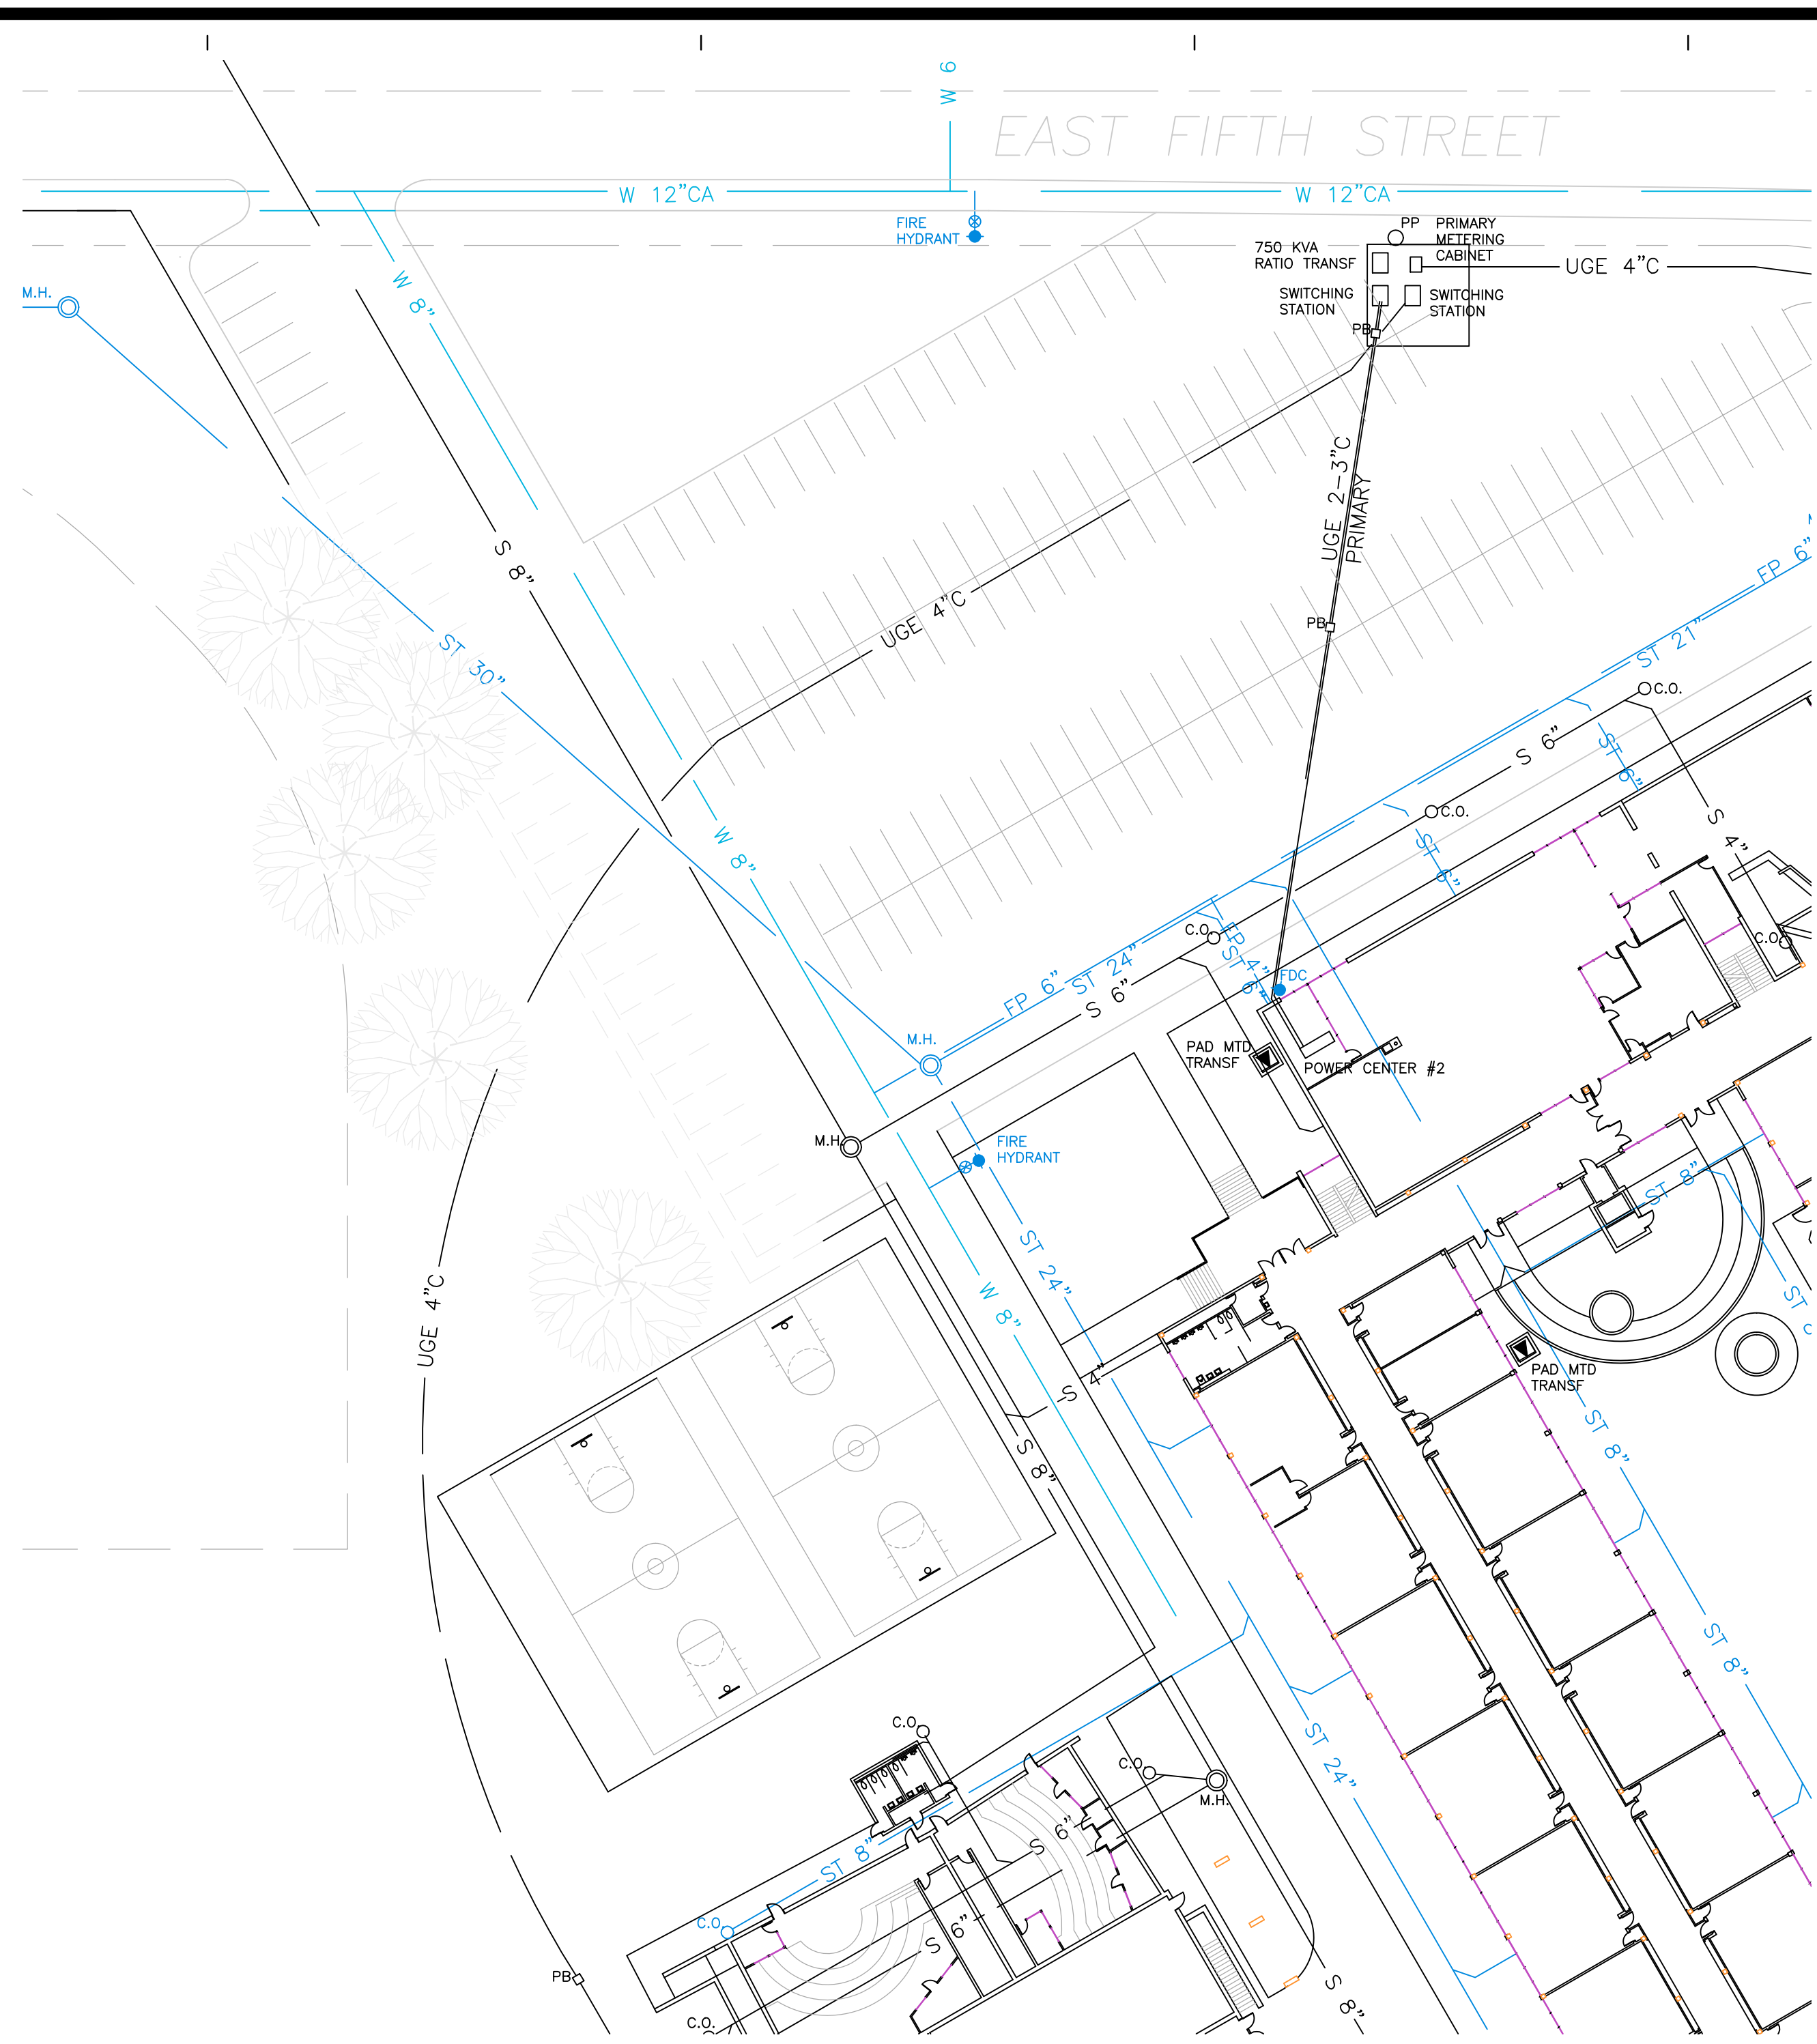 W 6
EAST FIFTH STREET
W 12"CA
W 12"CA
FIRE
HYDRANT
PP
PRIMARY
METERING
CABINET
750 KVA
RATIO TRANSF
UGE 4"C
SWITCHING
STATION
SWITCHING
STATION
PB
M.H.
W 8"
S 8"
UGE 2-3"C
PRIMARY
FP 6"
UGE 4"C
PB
ST 30"
ST 21"
C.O.
S 6"
ST 6"
C.O.
S 4"
W 8"
ST 6"
C.O.
C.O.
FP 4"
ST 6"
FDC
FP 6"
ST 24"
S 6"
M.H.
PAD MTD
TRANSF
POWER CENTER #2
M.H.
FIRE
HYDRANT
ST 8"
ST 24"
W 8"
ST
UGE 4"C
S 4"
PAD MTD
TRANSF
S 8"
ST 8"
ST 8"
C.O.
C.O.
M.H.
ST 24"
S 6"
ST 8"
C.O.
S 6"
PB
S 8"
C.O.